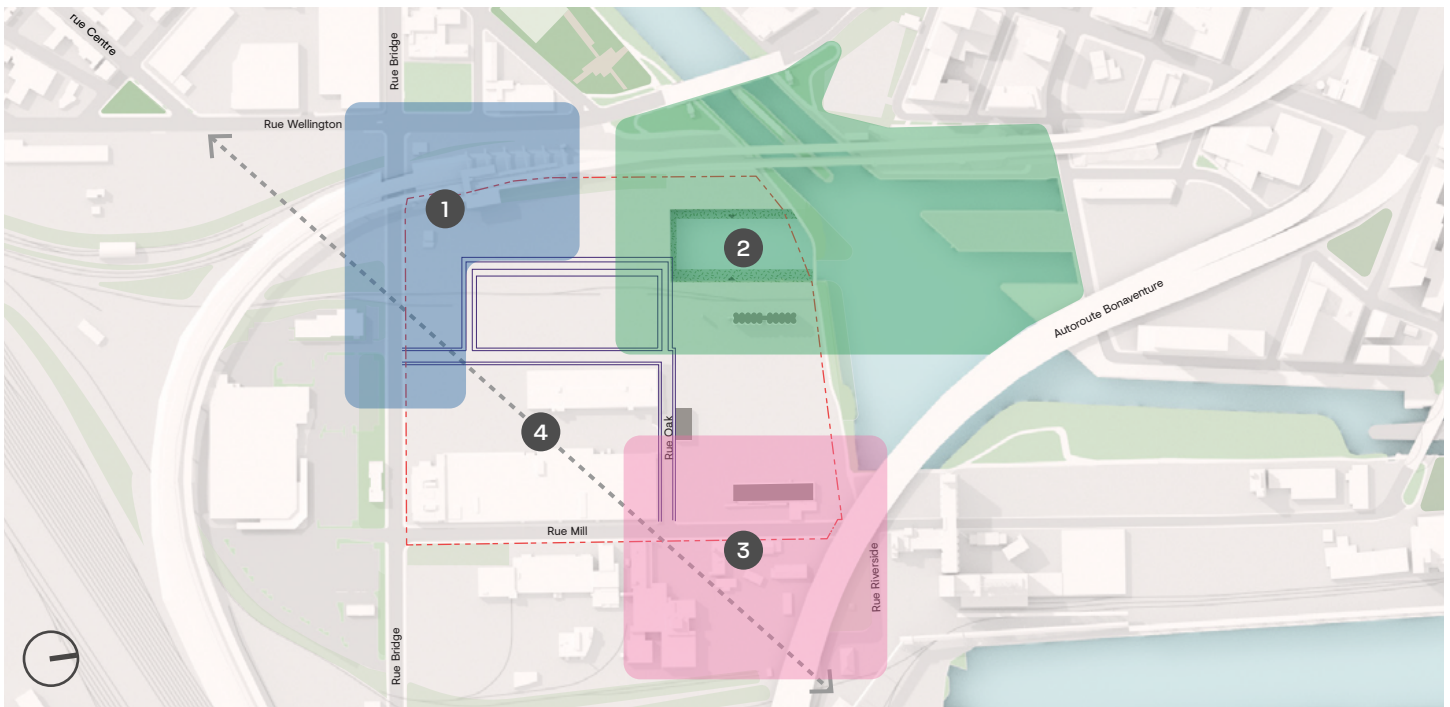 rue Centre
Rue Bridge
Rue Wellington
1
2
Autoroute Bonaventure
4
Rue Oak
Rue Mill
3
Rue Riverside
Rue Bridge